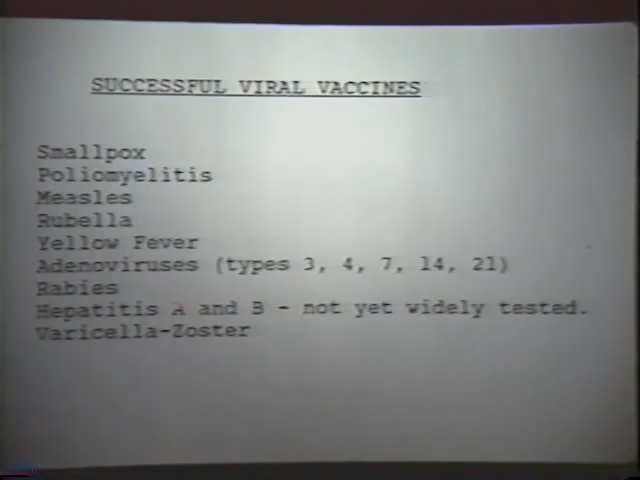 SUCCESSFUL VIRAL VACCINES
Smallpox
Poliomyelitis
Measles
Rubella
Yellow Fever
Adenoviruses (types 3, 4, 7, 14, 21)
Rabies
Hepatitis A and B - not yet widely tested.
Varicella-Zoster